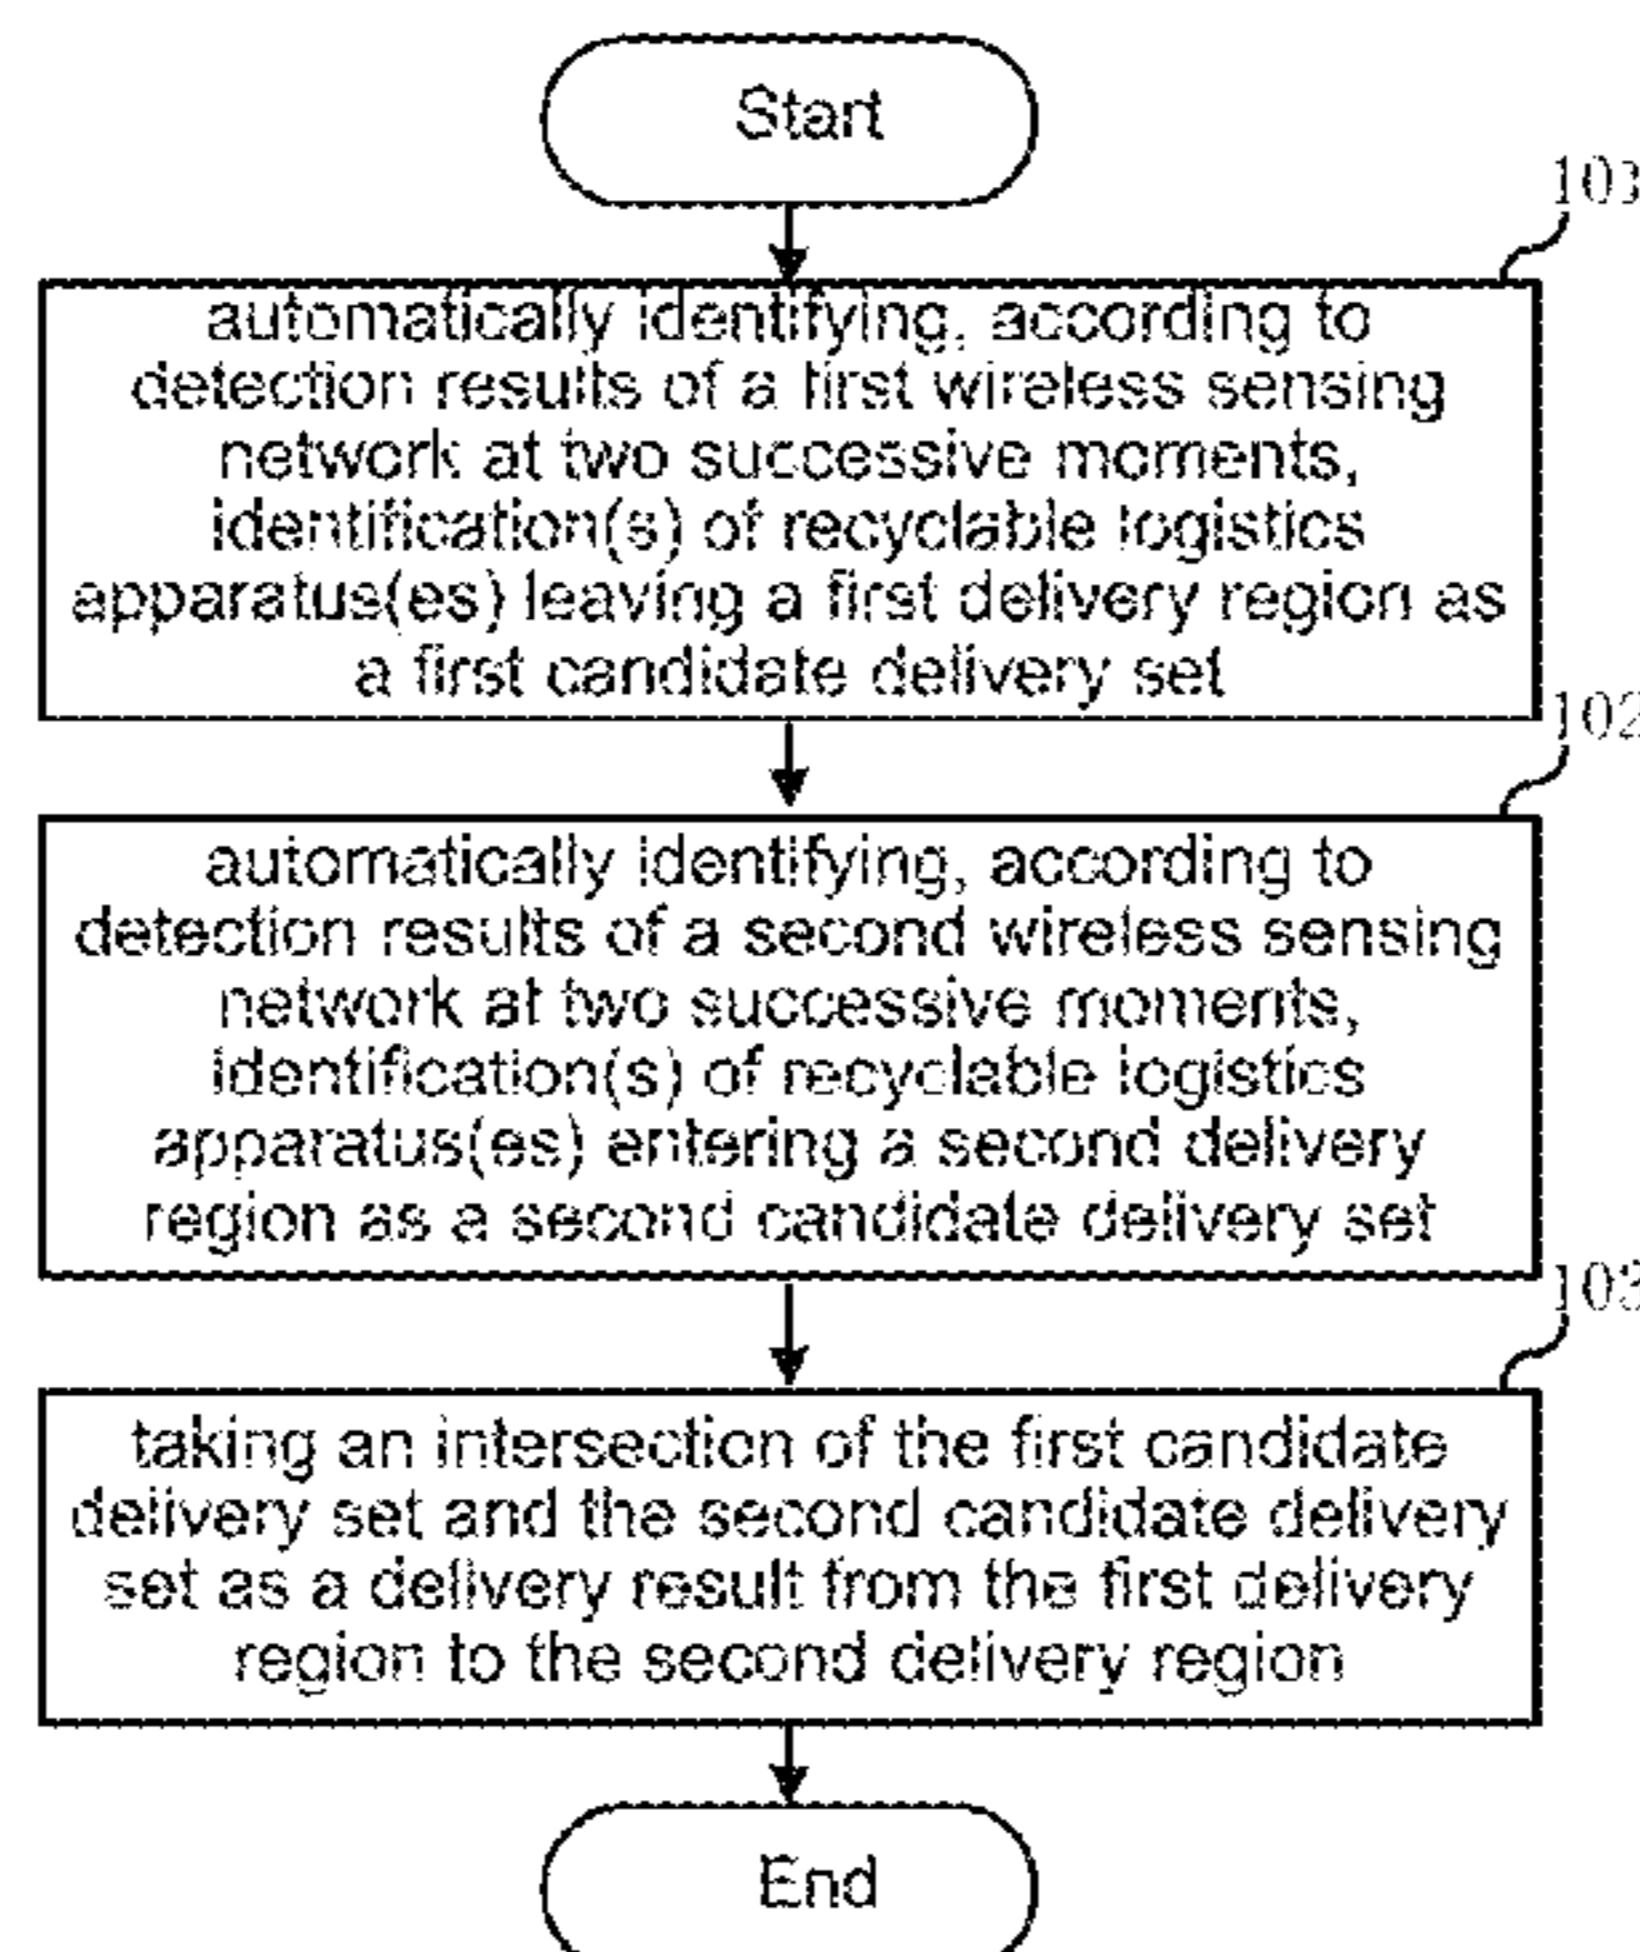 Start
101
automatically identifying, according to
detection results of a first wireless sensing
network at two successive moments,
identification(s) of recyclable logistics
apparatus(es) leaving a first delivery region as
a first candidate delivery set
102
automatically identifying, according to
detection results of a second wireless sensing
network at two successive moments,
identification(s) of recyclable logistics
apparatus(es) entering a second delivery
region as a second candidate delivery set
103
taking an intersection of the first candidate
delivery set and the second candidate delivery
set as a delivery result from the first delivery
region to the second delivery region
End